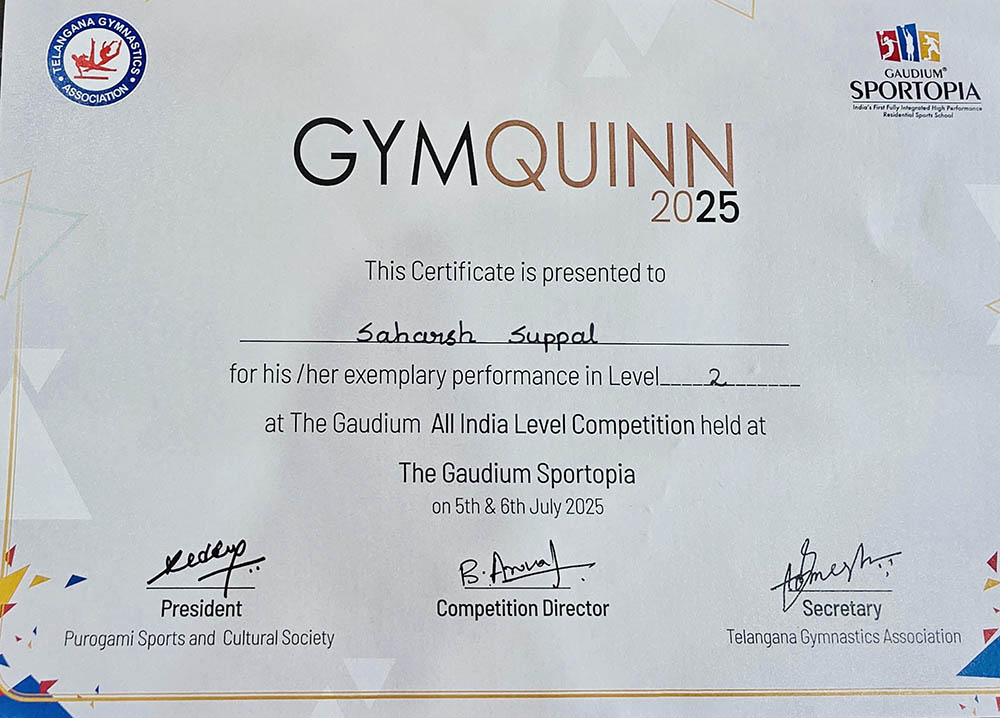 TELANGANA GYMNASTICS
ASSOCIATION
GAUDIUM®
SPORTOPIA
India's First Fully Integrated High Performance
Residential Sports School
GYMQUINN
2025
This Certificate is presented to
Saharsh Suppal
for his /her exemplary performance in Level 2
at The Gaudium All India Level Competition held at
The Gaudium Sportopia
on 5th & 6th July 2025
President
Purogami Sports and Cultural Society
Competition Director
Secretary
Telangana Gymnastics Association